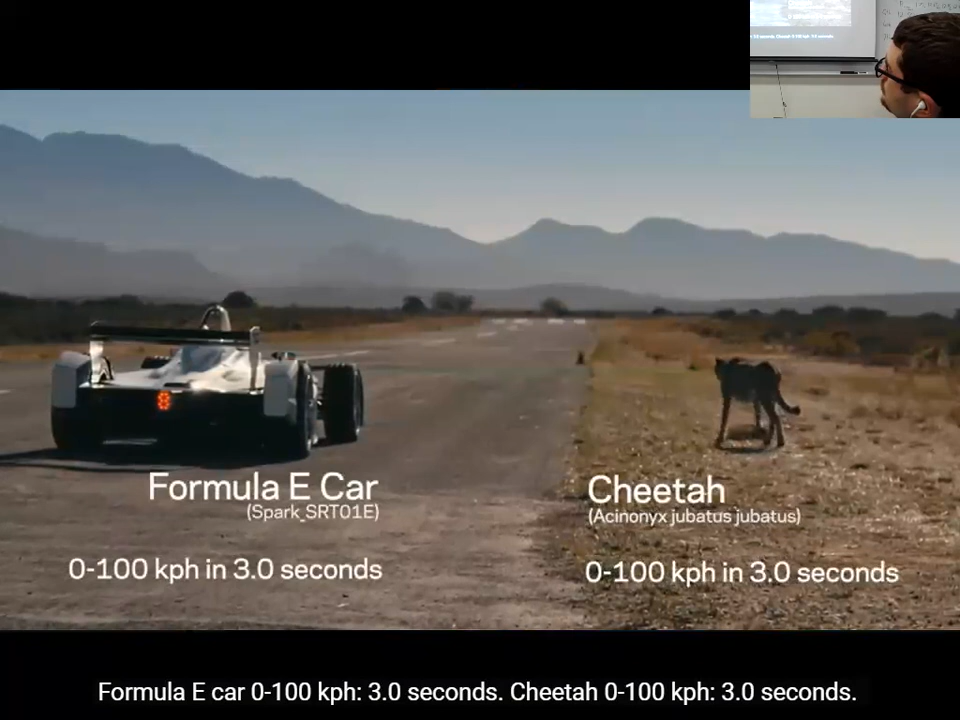 Formula E Car
(Spark_SRT01E)
0-100 kph in 3.0 seconds
Cheetah
(Acinonyx jubatus jubatus)
0-100 kph in 3.0 seconds
Formula E car 0-100 kph: 3.0 seconds. Cheetah 0-100 kph: 3.0 seconds.